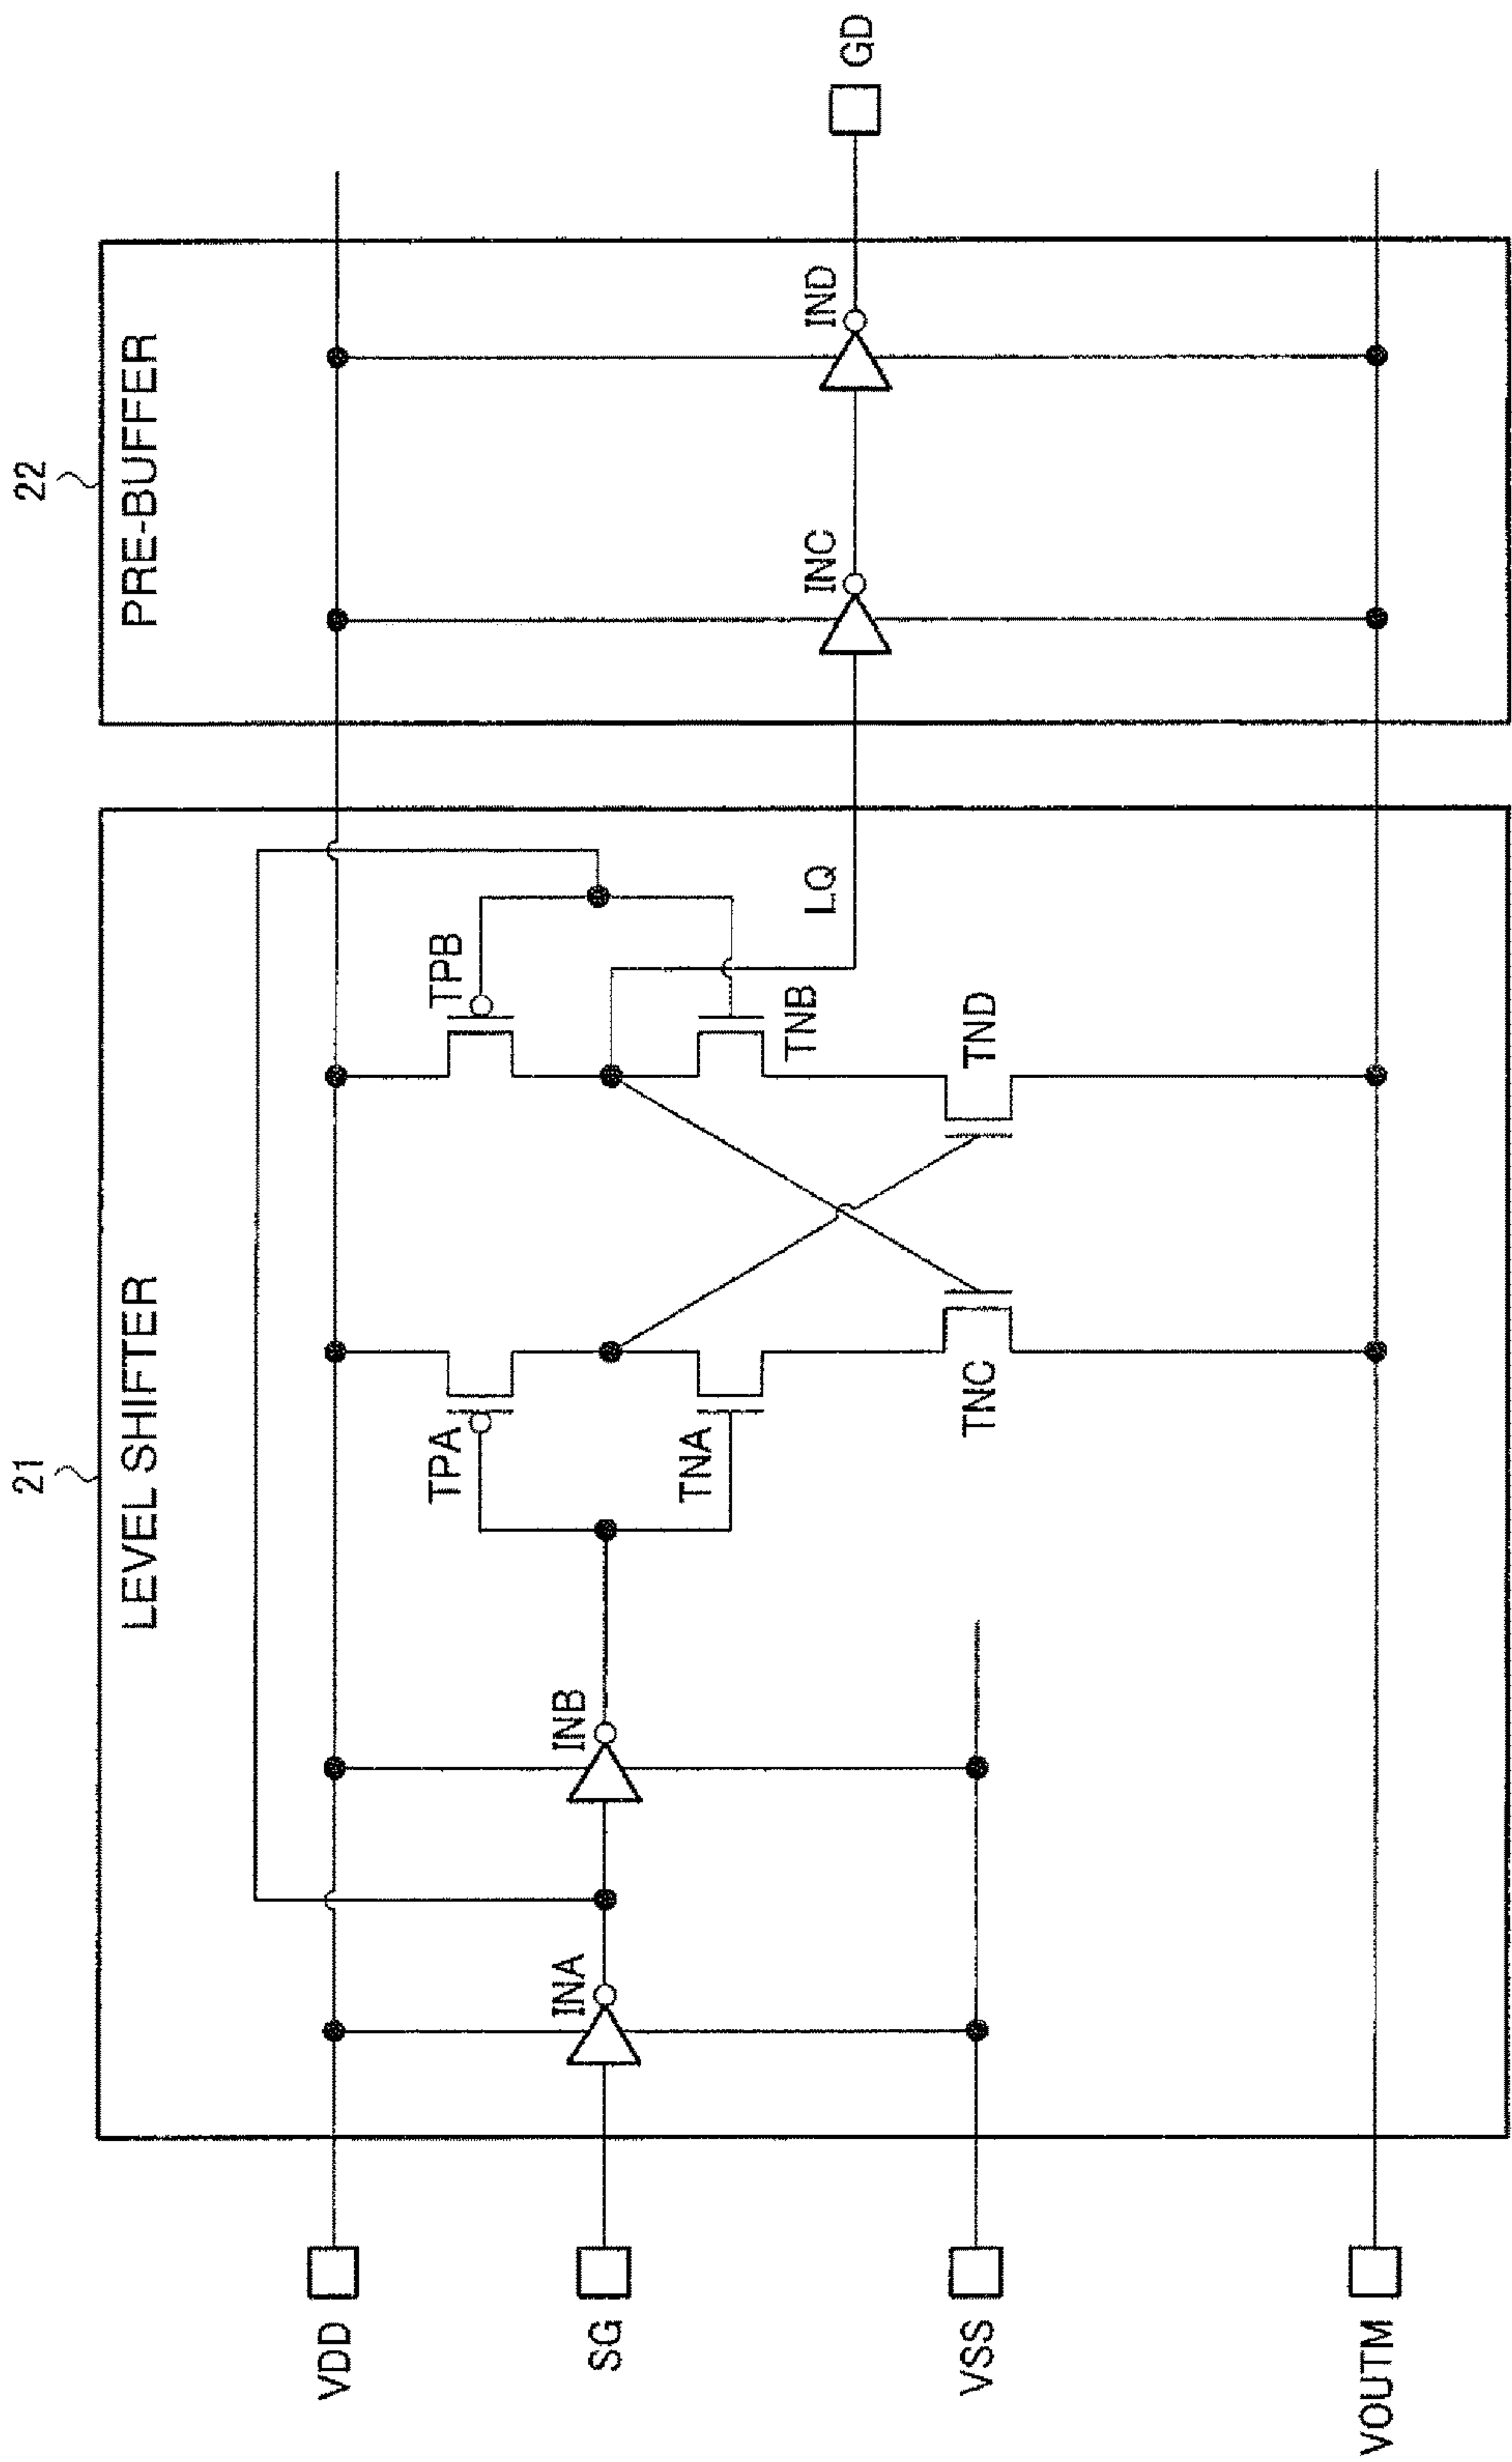 21
LEVEL SHIFTER
22
PRE-BUFFER
VDD
SG
VSS
VOUTM
INA
INB
TPA
TNA
TNC
TPB
TNB
TND
LQ
INC
IND
GD